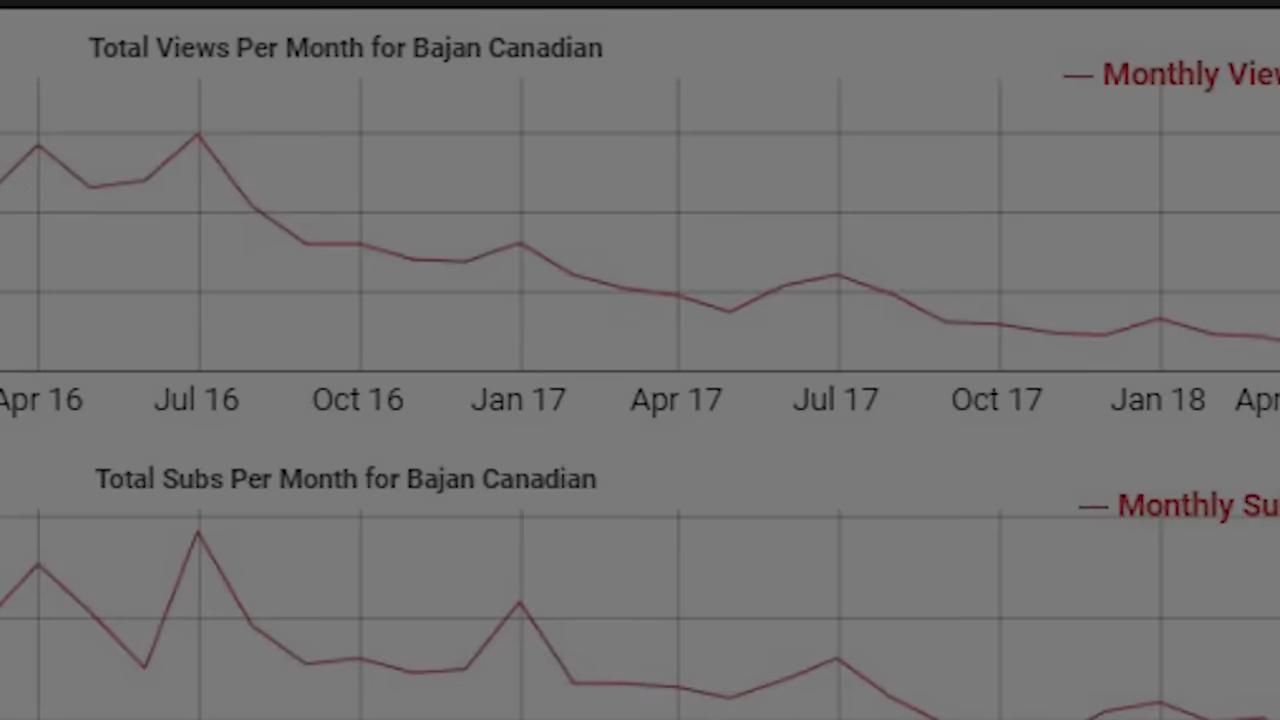 Total Views Per Month for Bajan Canadian
— Monthly View
Apr 16 Jul 16 Oct 16 Jan 17 Apr 17 Jul 17 Oct 17 Jan 18 Apr
Total Subs Per Month for Bajan Canadian
— Monthly Su